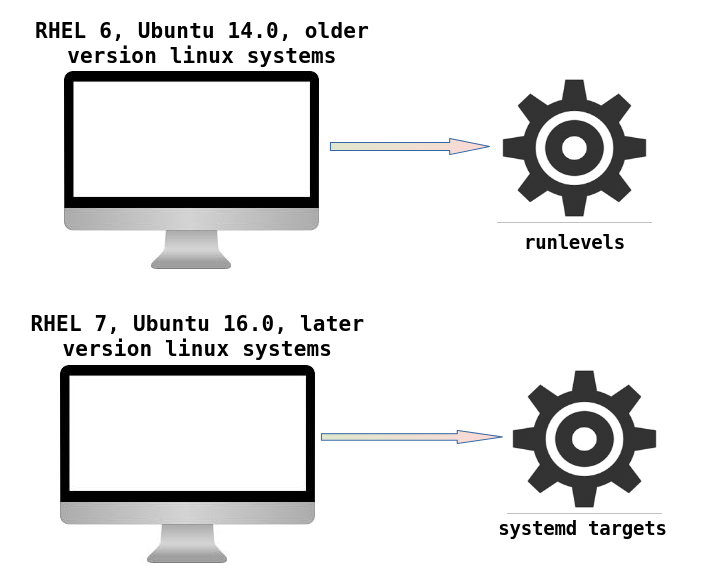 RHEL 6, Ubuntu 14.0, older
version linux systems
runlevels
RHEL 7, Ubuntu 16.0, later
version linux systems
systemd targets